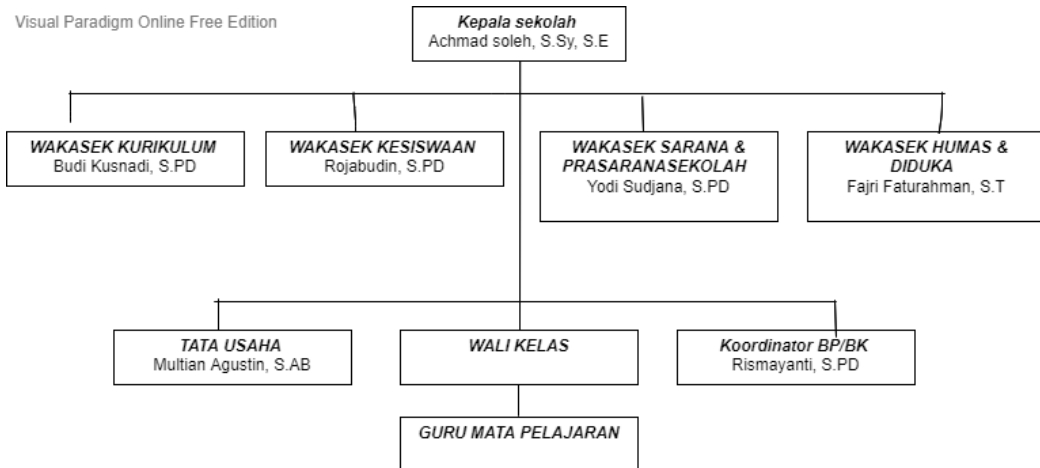 Visual Paradigm Online Free Edition
Kepala sekolah
Achmad soleh, S.Sy, S.E
WAKASEK KURIKULUM
Budi Kusnadi, S.PD
WAKASEK KESISWAAN
Rojabudin, S.PD
WAKASEK SARANA &
PRASARANASEKOLAH
Yodi Sudjana, S.PD
WAKASEK HUMAS &
DIDUKA
Fajri Faturahman, S.T
TATA USAHA
Multian Agustin, S.AB
WALI KELAS
Koordinator BP/BK
Rismayanti, S.PD
GURU MATA PELAJARAN